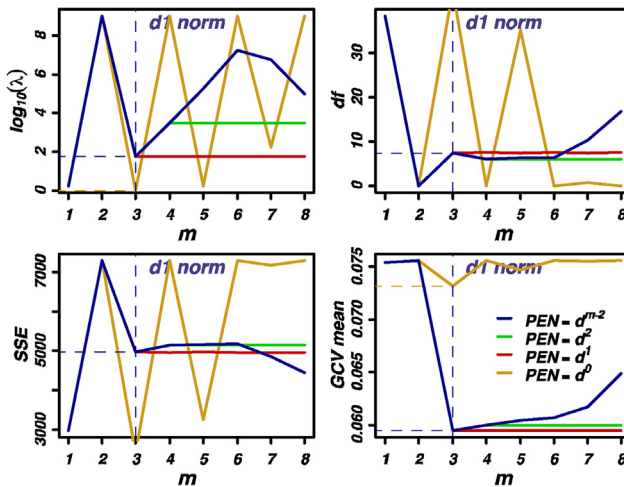 d1 norm
log10(λ)
0 2 4 6 8
1 2 3 4 5 6 7 8
m
d1 norm
df
0 10 20 30
1 2 3 4 5 6 7 8
m
d1 norm
SSE
3000 5000 7000
1 2 3 4 5 6 7 8
m
d1 norm
GCV mean
0.060 0.065 0.070 0.075
PEN = d^m-2
PEN = d^2
PEN = d^1
PEN = d^0
1 2 3 4 5 6 7 8
m